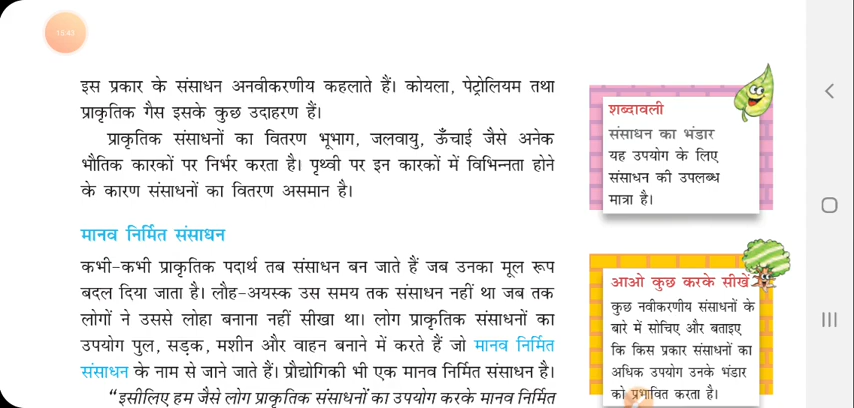 16:41
इस प्रकार के संसाधन अनवीकरणीय कहलाते हैं। कोयला, पेट्रोलियम तथा
प्राकृतिक गैस इसके कुछ उदाहरण हैं।
प्राकृतिक संसाधनों का वितरण भूभाग, जलवायु, ऊँचाई जैसे अनेक
भौतिक कारकों पर निर्भर करता है। पृथ्वी पर इन कारकों में विभिन्नता होने
के कारण संसाधनों का वितरण असमान है।
मानव निर्मित संसाधन
कभी-कभी प्राकृतिक पदार्थ तब संसाधन बन जाते हैं जब उनका मूल रूप
बदल दिया जाता है। लौह-अयस्क उस समय तक संसाधन नहीं था जब तक
लोगों ने उससे लोहा बनाना नहीं सीखा था। लोग प्राकृतिक संसाधनों का
उपयोग पुल, सड़क, मशीन और वाहन बनाने में करते हैं जो मानव निर्मित
संसाधन के नाम से जाने जाते हैं। प्रौद्योगिकी भी एक मानव निर्मित संसाधन है।
“इसीलिए हम जैसे लोग प्राकृतिक संसाधनों का उपयोग करके मानव निर्मित
शब्दावली
संसाधन का भंडार
यह उपयोग के लिए
संसाधन की उपलब्ध
मात्रा है।
आओ कुछ करके सीखें
कुछ नवीकरणीय संसाधनों के
बारे में सोचिए और बताइए
कि किस प्रकार संसाधनों का
अधिक उपयोग उनके भंडार
को प्रभावित करता है।